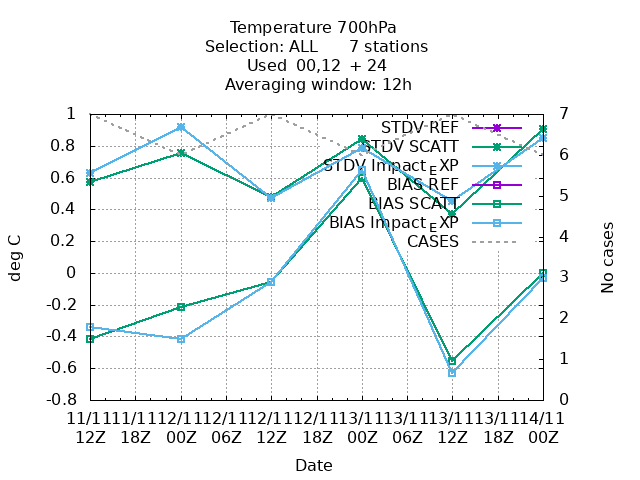 Temperature 700hPa
Selection: ALL 7 stations
Used 00,12 + 24
Averaging window: 12h
deg C
No cases
1
0.8
0.6
0.4
0.2
0
-0.2
-0.4
-0.6
-0.8
7
6
5
4
3
2
1
0
STDV REF
STDV SCATT
STDV Impact_EXP
BIAS REF
BIAS SCATT
BIAS Impact_EXP
CASES
11/11 11/11 12/11 12/11 12/11 12/11 13/11 13/11 13/11 13/11 14/11
12Z 18Z 00Z 06Z 12Z 18Z 00Z 06Z 12Z 18Z 00Z
Date